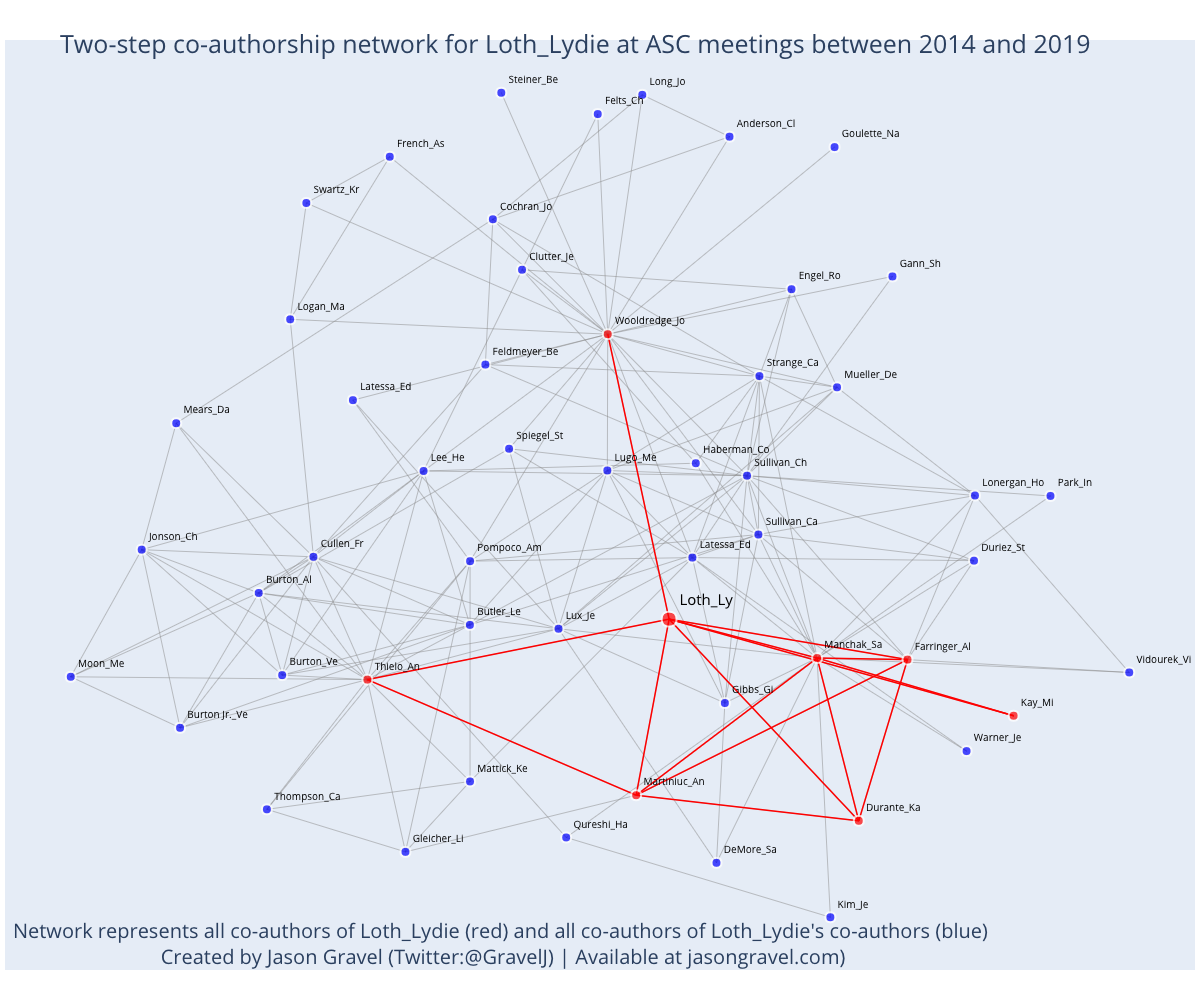 Two-step co-authorship network for Loth_Lydie at ASC meetings between 2014 and 2019
Steiner_Be
Long_Jo
Felts_Ch
Anderson_Cl
Goulette_Na
French_As
Swartz_Kr
Cochran_Jo
Clutter_Je
Gann_Sh
Engel_Ro
Logan_Ma
Wooldredge_Jo
Feldmeyer_Be
Strange_Ca
Mueller_De
Latessa_Ed
Mears_Da
Spiegel_St
Haberman_Co
Lee_He
Lugo_Me
Sullivan_Ch
Lonergan_Ho
Park_In
Sullivan_Ca
Jonson_Ch
Cullen_Fr
Pompoco_Am
Latessa_Ed
Duriez_St
Burton_Al
Loth_Ly
Butler_Le
Lux_Je
Manchak_Sa
Farringer_Al
Moon_Me
Burton_Ve
Thielo_An
Vidourek_Vi
Gibbs_Gi
Kay_Mi
Burton Jr._Ve
Warner_Je
Mattick_Ke
Martiniuc_An
Thompson_Ca
Durante_Ka
Qureshi_Ha
Gleicher_Li
DeMore_Sa
Kim_Je
Network represents all co-authors of Loth_Lydie (red) and all co-authors of Loth_Lydie's co-authors (blue)
Created by Jason Gravel (Twitter:@GravelJ) | Available at jasongravel.com)